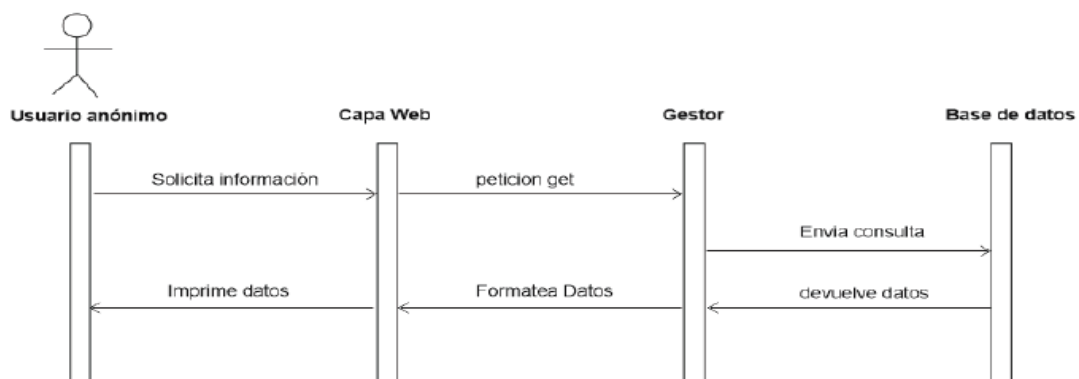 Usuario anónimo
Capa Web
Gestor
Base de datos
Solicita información
peticion get
Envia consulta
Imprime datos
Formatea Datos
devuelve datos